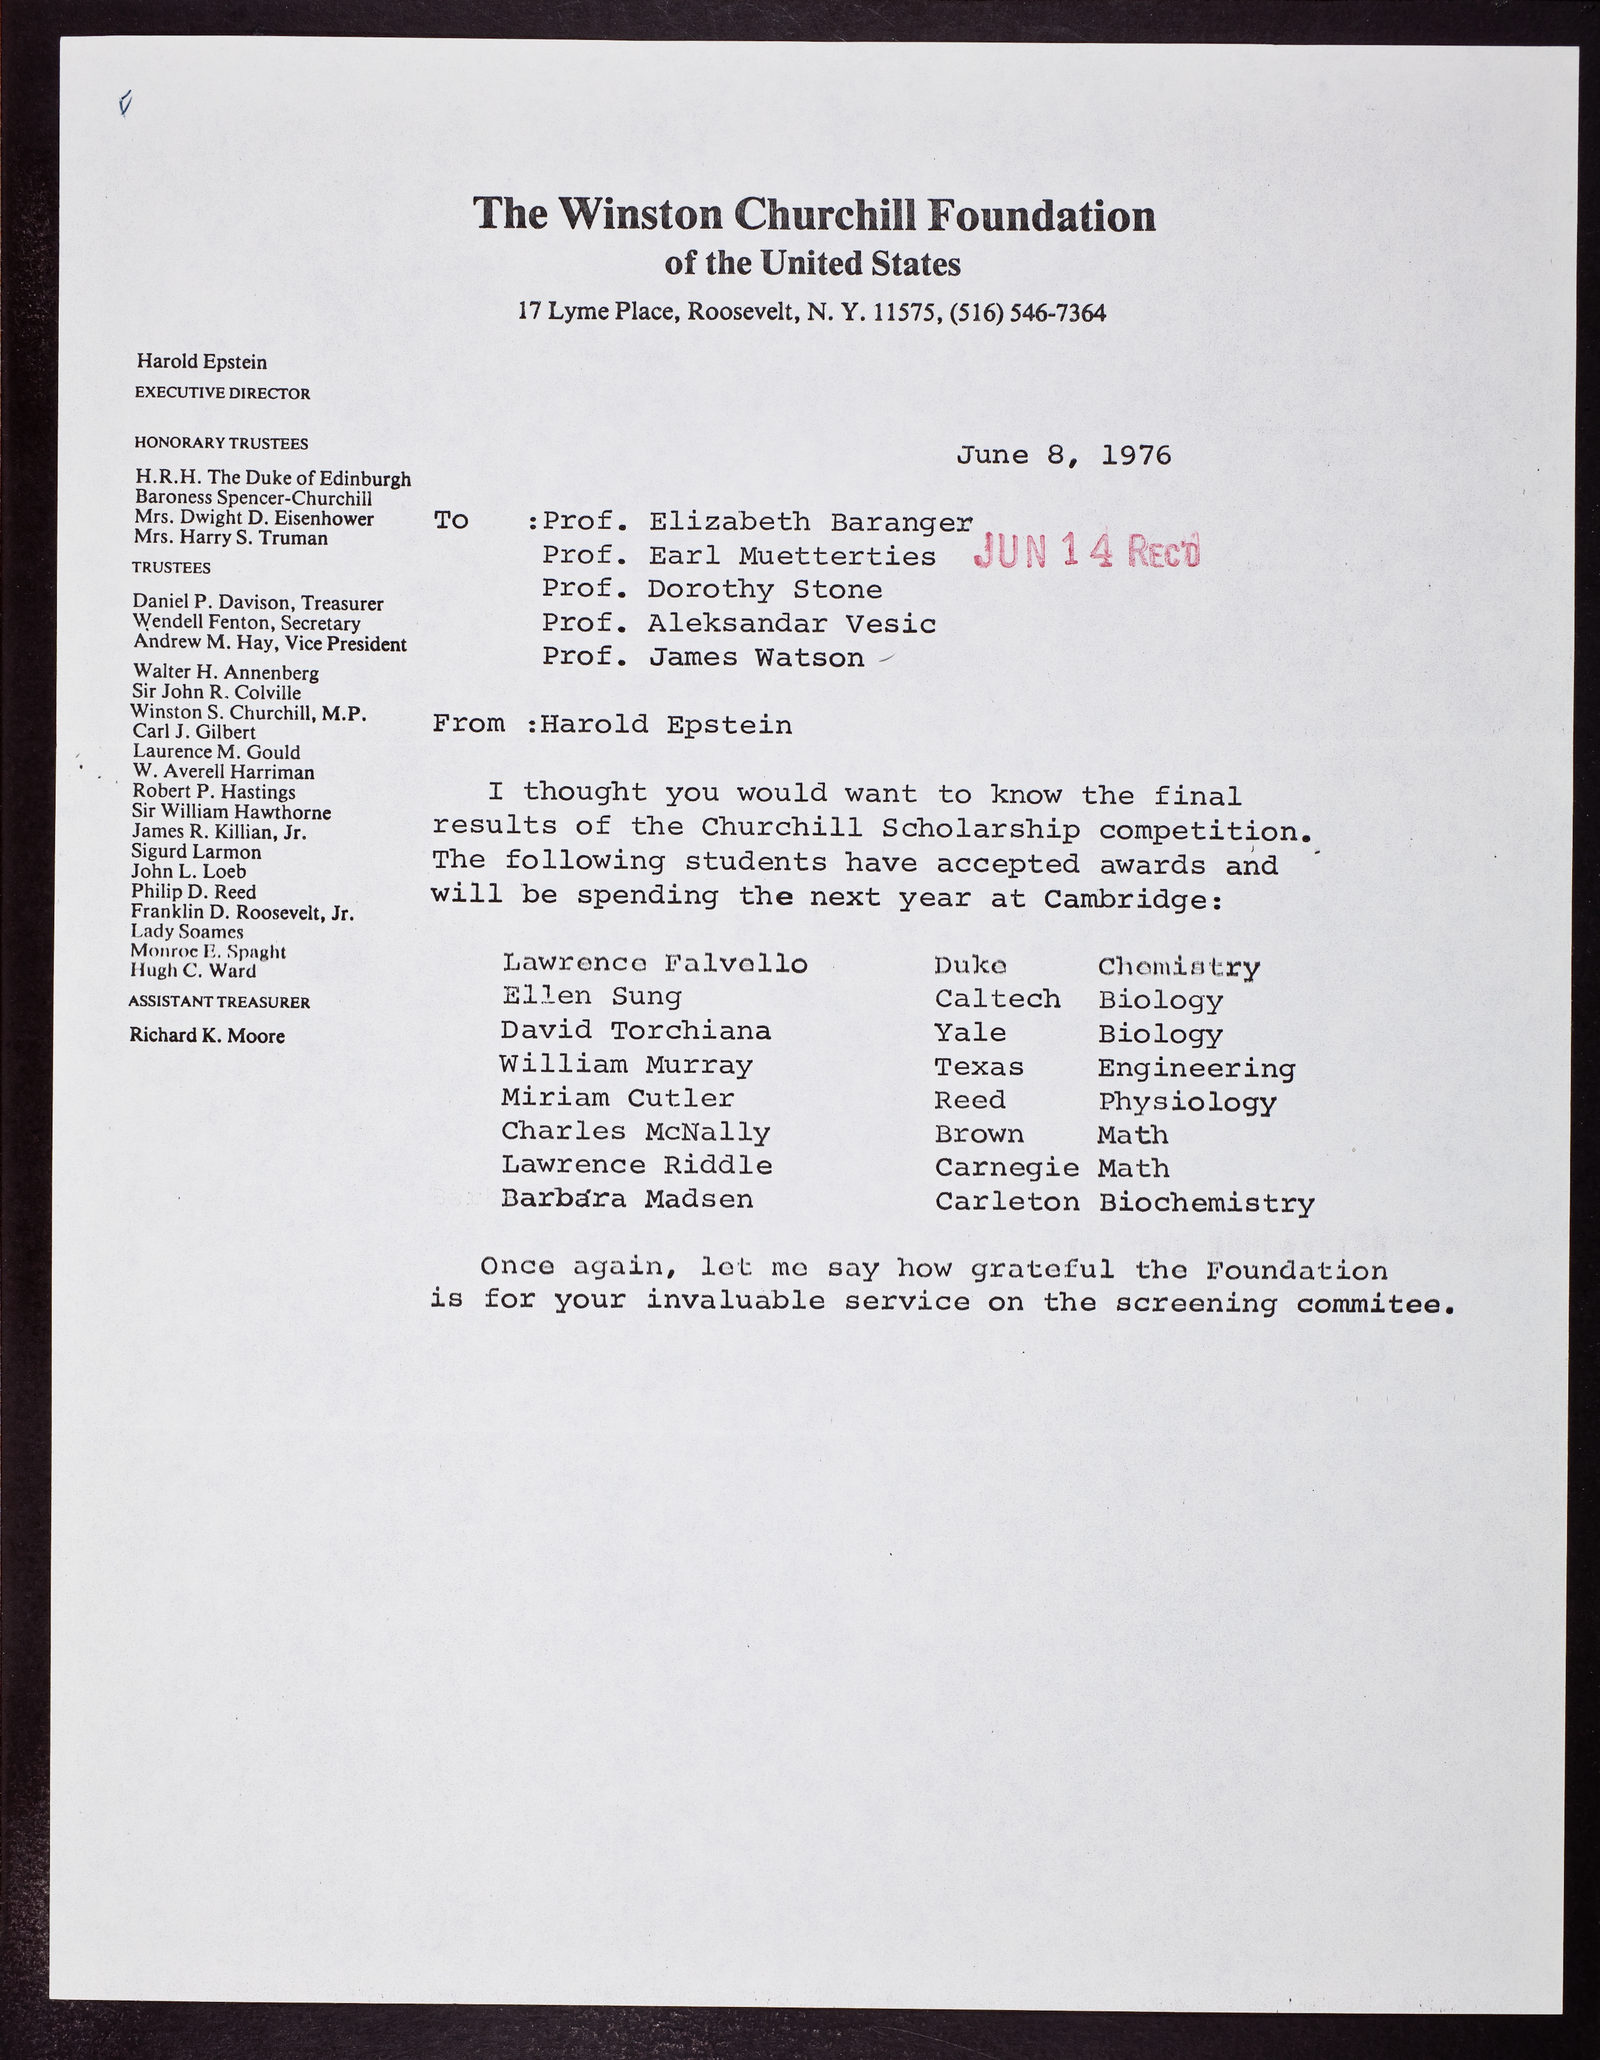 The Winston Churchill Foundation
of the United States
17 Lyme Place, Roosevelt, N. Y. 11575, (516) 546-7364
Harold Epstein
EXECUTIVE DIRECTOR
HONORARY TRUSTEES
H.R.H. The Duke of Edinburgh
Baroness Spencer-Churchill
Mrs. Dwight D. Eisenhower
Mrs. Harry S. Truman
TRUSTEES
Daniel P. Davison, Treasurer
Wendell Fenton, Secretary
Andrew M. Hay, Vice President
Walter H. Annenberg
Sir John R. Colville
Winston S. Churchill, M.P.
Carl J. Gilbert
Laurence M. Gould
W. Averell Harriman
Robert P. Hastings
Sir William Hawthorne
James R. Killian, Jr.
Sigurd Larmon
John L. Loeb
Philip D. Reed
Franklin D. Roosevelt, Jr.
Lady Soames
Monroe E. Spaght
Hugh C. Ward
ASSISTANT TREASURER
Richard K. Moore
June 8, 1976
To :Prof. Elizabeth Baranger
Prof. Earl Muetterties
JUN 14 REC'D
Prof. Dorothy Stone
Prof. Aleksandar Vesic
Prof. James Watson
From :Harold Epstein
I thought you would want to know the final
results of the Churchill Scholarship competition.
The following students have accepted awards and
will be spending the next year at Cambridge:
Lawrence Falvello Duke Chemistry
Ellen Sung Caltech Biology
David Torchiana Yale Biology
William Murray Texas Engineering
Miriam Cutler Reed Physiology
Charles McNally Brown Math
Lawrence Riddle Carnegie Math
Barbara Madsen Carleton Biochemistry
Once again, let me say how grateful the Foundation
is for your invaluable service on the screening commitee.